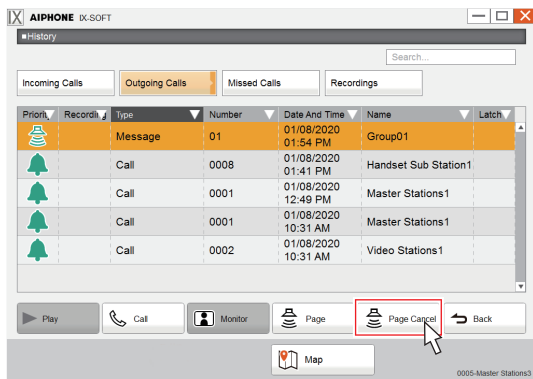 AIPHONE IX-SOFT
■History
Search...
Incoming Calls Outgoing Calls Missed Calls Recordings
Priority Recording Type Number Date And Time Name Latch
Message 01 01/08/2020 01:54 PM Group01
Call 0008 01/08/2020 01:41 PM Handset Sub Station1
Call 0001 01/08/2020 12:49 PM Master Stations1
Call 0001 01/08/2020 10:31 AM Master Stations1
Call 0002 01/08/2020 10:31 AM Video Stations1
Play Call Monitor Page Page Cancel Back
Map
0005-Master Stations3